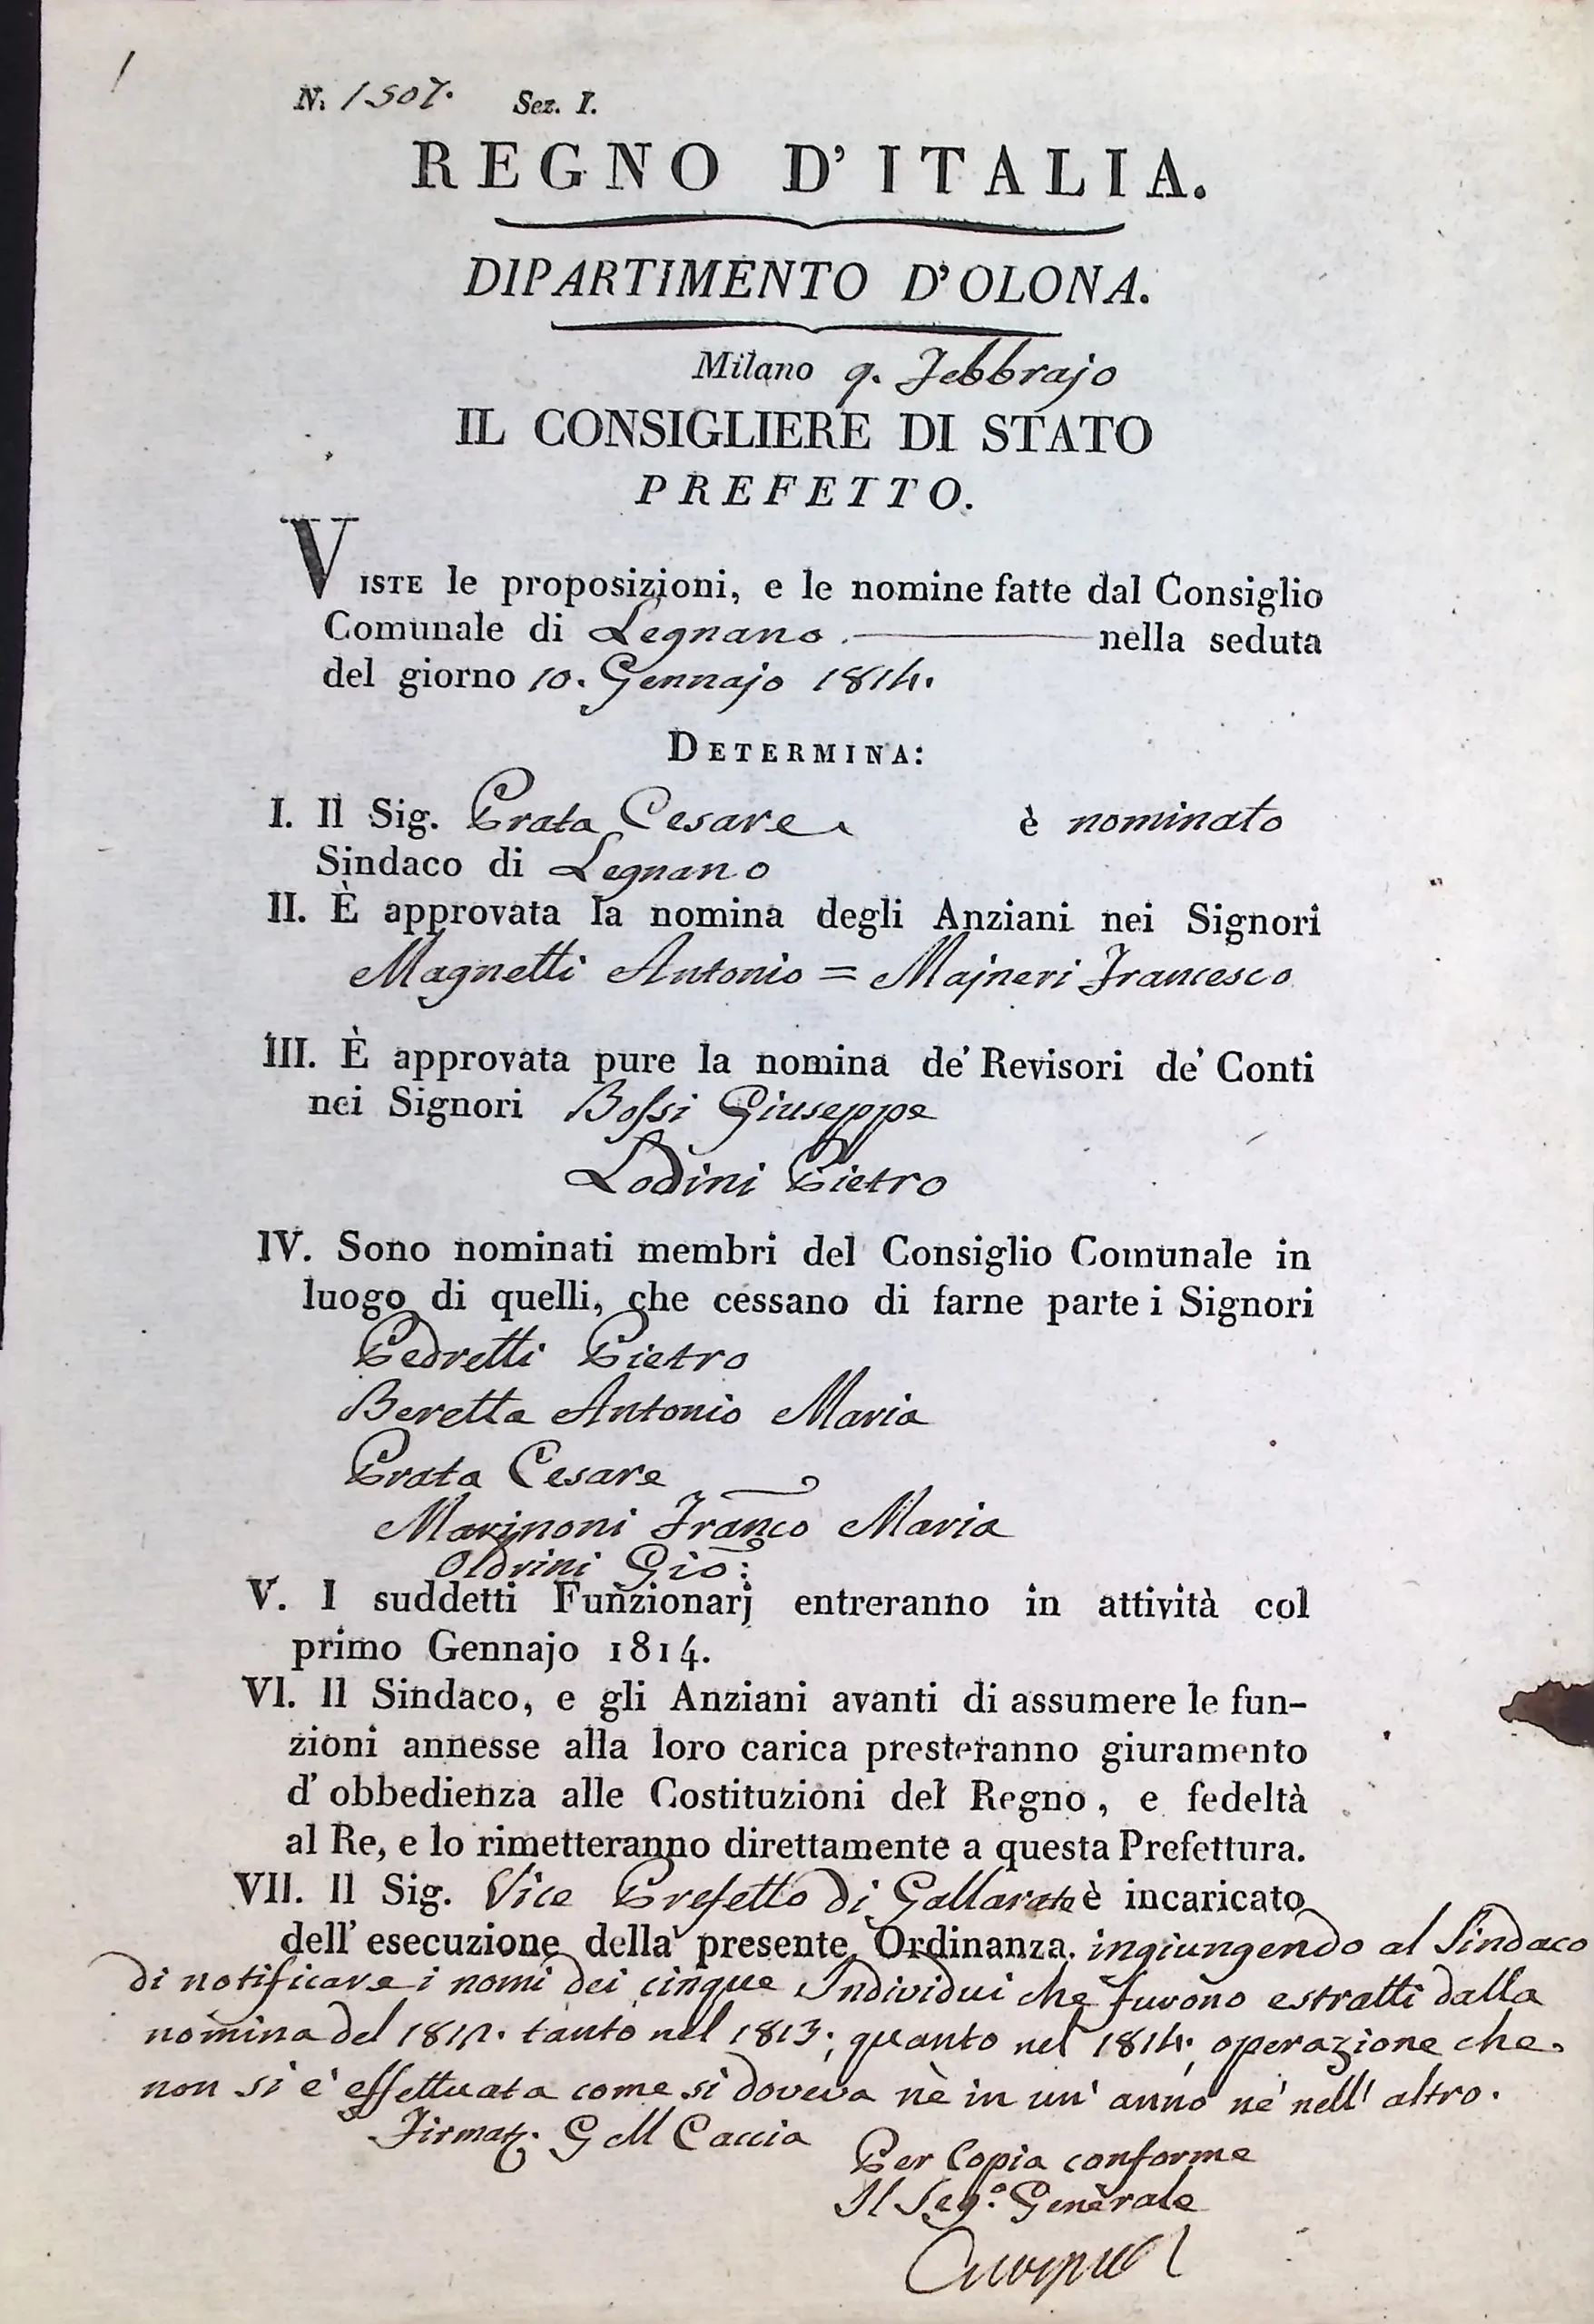 N. 1507. Sez. I.
REGNO D'ITALIA.
DIPARTIMENTO D'OLONA.
Milano 9. Febbrajo
IL CONSIGLIERE DI STATO
PREFETTO.
VISTE le proposizioni, e le nomine fatte dal Consiglio
Comunale di Legnano. nella seduta
del giorno 10. Gennajo 1814.
DETERMINA:
I. Il Sig. Prata Cesare è nominato
Sindaco di Legnano
II. È approvata la nomina degli Anziani nei Signori
Magnetti Antonio = Majneri Francesco
III. È approvata pure la nomina de' Revisori de' Conti
nei Signori Bossi Giuseppe
Lodini Pietro
IV. Sono nominati membri del Consiglio Comunale in
luogo di quelli, che cessano di farne parte i Signori
Pedretti Pietro
Beretta Antonio Maria
Prata Cesare
Marinoni Franco Maria
Oldrini Gio:
V. I suddetti Funzionarj entreranno in attività col
primo Gennajo 1814.
VI. Il Sindaco, e gli Anziani avanti di assumere le fun-
zioni annesse alla loro carica presteranno giuramento
d'obbedienza alle Costituzioni del Regno, e fedeltà
al Re, e lo rimetteranno direttamente a questa Prefettura.
VII. Il Sig. Vice Prefetto di Gallarate è incaricato
dell'esecuzione della presente Ordinanza. ingiungendo al Sindaco
di notificare i nomi dei cinque Individui che furono estratti dalla
nomina del tanto nel 1813; quanto nel 1814; operazione che
non si è effettuata come si doveva nè in un' anno nè nell' altro.
Firmat. G M Caccia
Per Copia conforme
Il Seg.o Generale